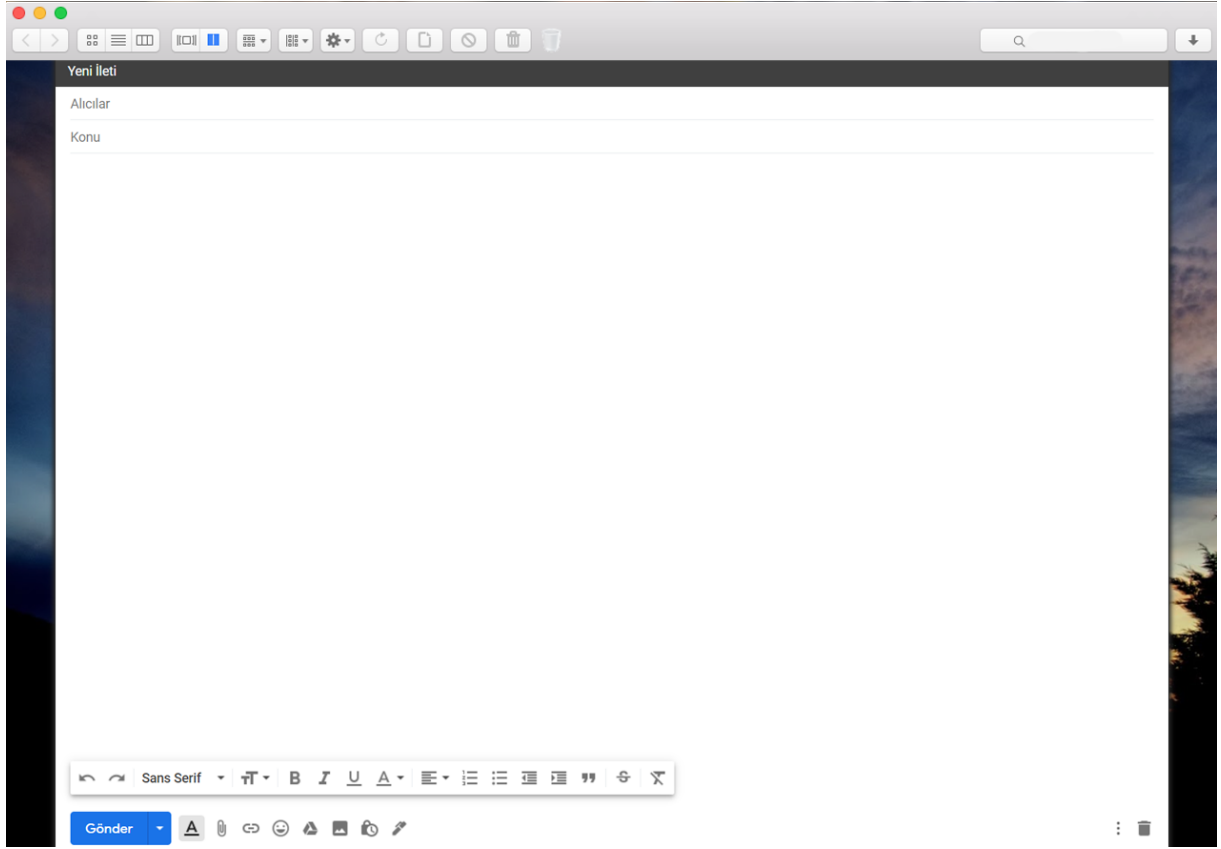 Yeni İleti
Alıcılar
Konu
Sans Serif
Gönder